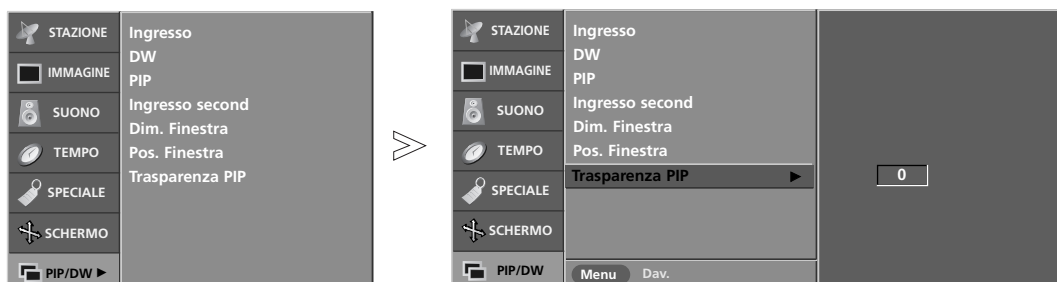 STAZIONE
IMMAGINE
SUONO
TEMPO
SPECIALE
SCHERMO
PIP/DW ►
Ingresso
DW
PIP
Ingresso second
Dim. Finestra
Pos. Finestra
Trasparenza PIP
STAZIONE
IMMAGINE
SUONO
TEMPO
SPECIALE
SCHERMO
PIP/DW
Ingresso
DW
PIP
Ingresso second
Dim. Finestra
Pos. Finestra
Trasparenza PIP ►
0
Menu Dav.